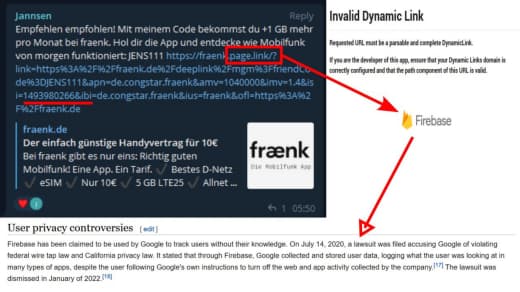 Jannsen
Reply
Empfehlen empfohlen! Mit meinem Code bekommst du +1 GB mehr
pro Monat bei fraenk. Hol dir die App und entdecke wie Mobilfunk
von morgen funktioniert: JENS111 https://fraenk.page.link/?
link=https%3A%2F%2Ffraenk.de%2Fdeeplink%2Fmgm%3FfriendCo
de%3DJENS111&apn=de.congstar.fraenk&amv=1040000&imv=1.4&isi
=1493980266&ibi=de.congstar.fraenk&ius=fraenk&ofl=https%3A%2
F%2Ffraenk.de
fraenk.de
Der einfach günstige Handyvertrag für 10€
Bei fraenk gibt es nur eins: Richtig guten
Mobilfunk! Eine App. Ein Tarif. ✔ Bestes D-Netz
✔ eSIM ✔ Nur 10€ ✔ 5 GB LTE25 ✔ Allnet ...
frænk
Die Mobilfunk App
1 05:50
Invalid Dynamic Link
Requested URL must be a parsable and complete DynamicLink.
If you are the developer of this app, ensure that your Dynamic Links domain is
correctly configured and that the path component of this URL is valid.
Firebase
User privacy controversies [ edit ]
Firebase has been claimed to be used by Google to track users without their knowledge. On July 14, 2020, a lawsuit was filed accusing Google of violating
federal wire tap law and California privacy law. It stated that through Firebase, Google collected and stored user data, logging what the user was looking at in
many types of apps, despite the user following Google's own instructions to turn off the web and app activity collected by the company.[17] The lawsuit was
dismissed in January of 2022.[18]